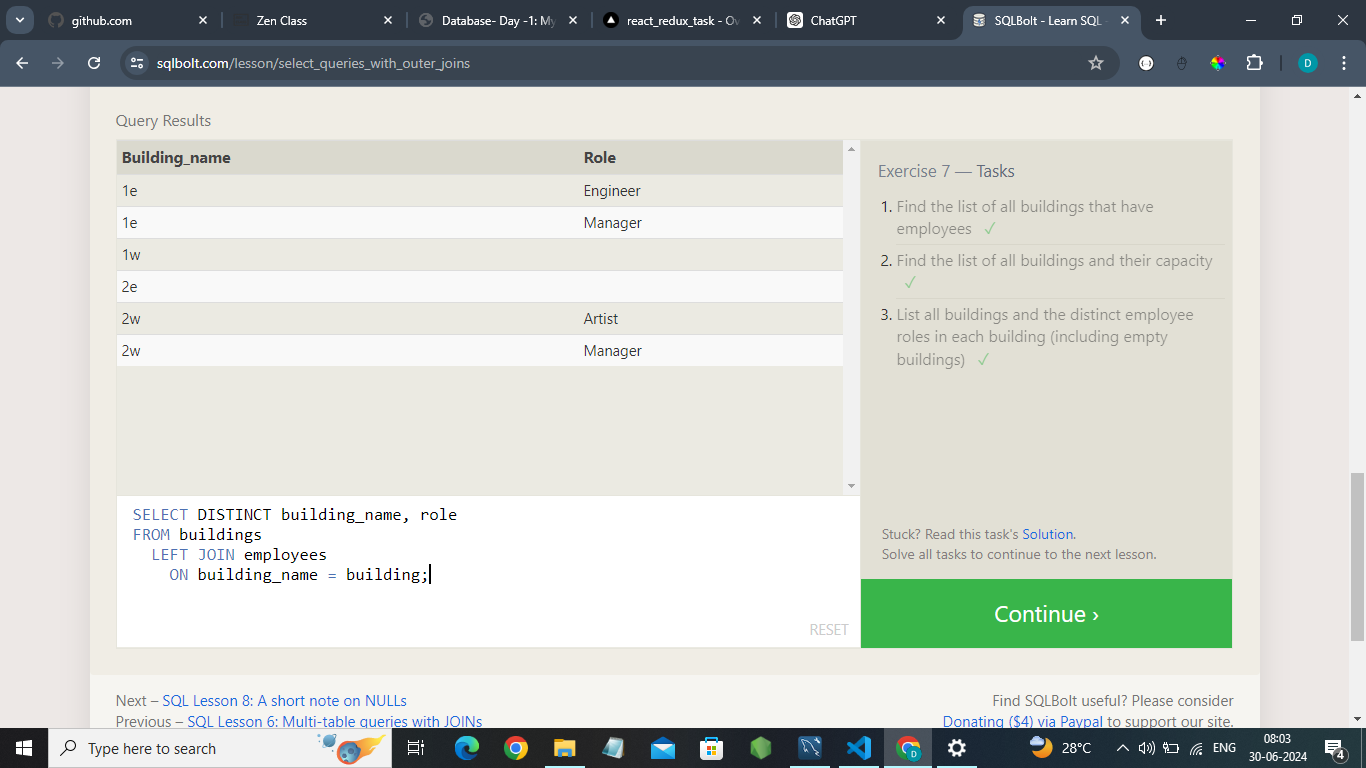 github.com
Zen Class
Database- Day -1: My
react_redux_task - Ov
ChatGPT
SQLBolt - Learn SQL -
sqlbolt.com/lesson/select_queries_with_outer_joins
D
Query Results
Building_name Role
1e Engineer
1e Manager
1w
2e
2w Artist
2w Manager
Exercise 7 — Tasks
1. Find the list of all buildings that have
employees ✓
2. Find the list of all buildings and their capacity
✓
3. List all buildings and the distinct employee
roles in each building (including empty
buildings) ✓
Stuck? Read this task's Solution.
Solve all tasks to continue to the next lesson.
Continue ›
SELECT DISTINCT building_name, role
FROM buildings
LEFT JOIN employees
ON building_name = building;
RESET
Next – SQL Lesson 8: A short note on NULLs
Previous – SQL Lesson 6: Multi-table queries with JOINs
Find SQLBolt useful? Please consider
Donating ($4) via Paypal to support our site.
Type here to search
D
28°C
ENG
08:03
30-06-2024
4